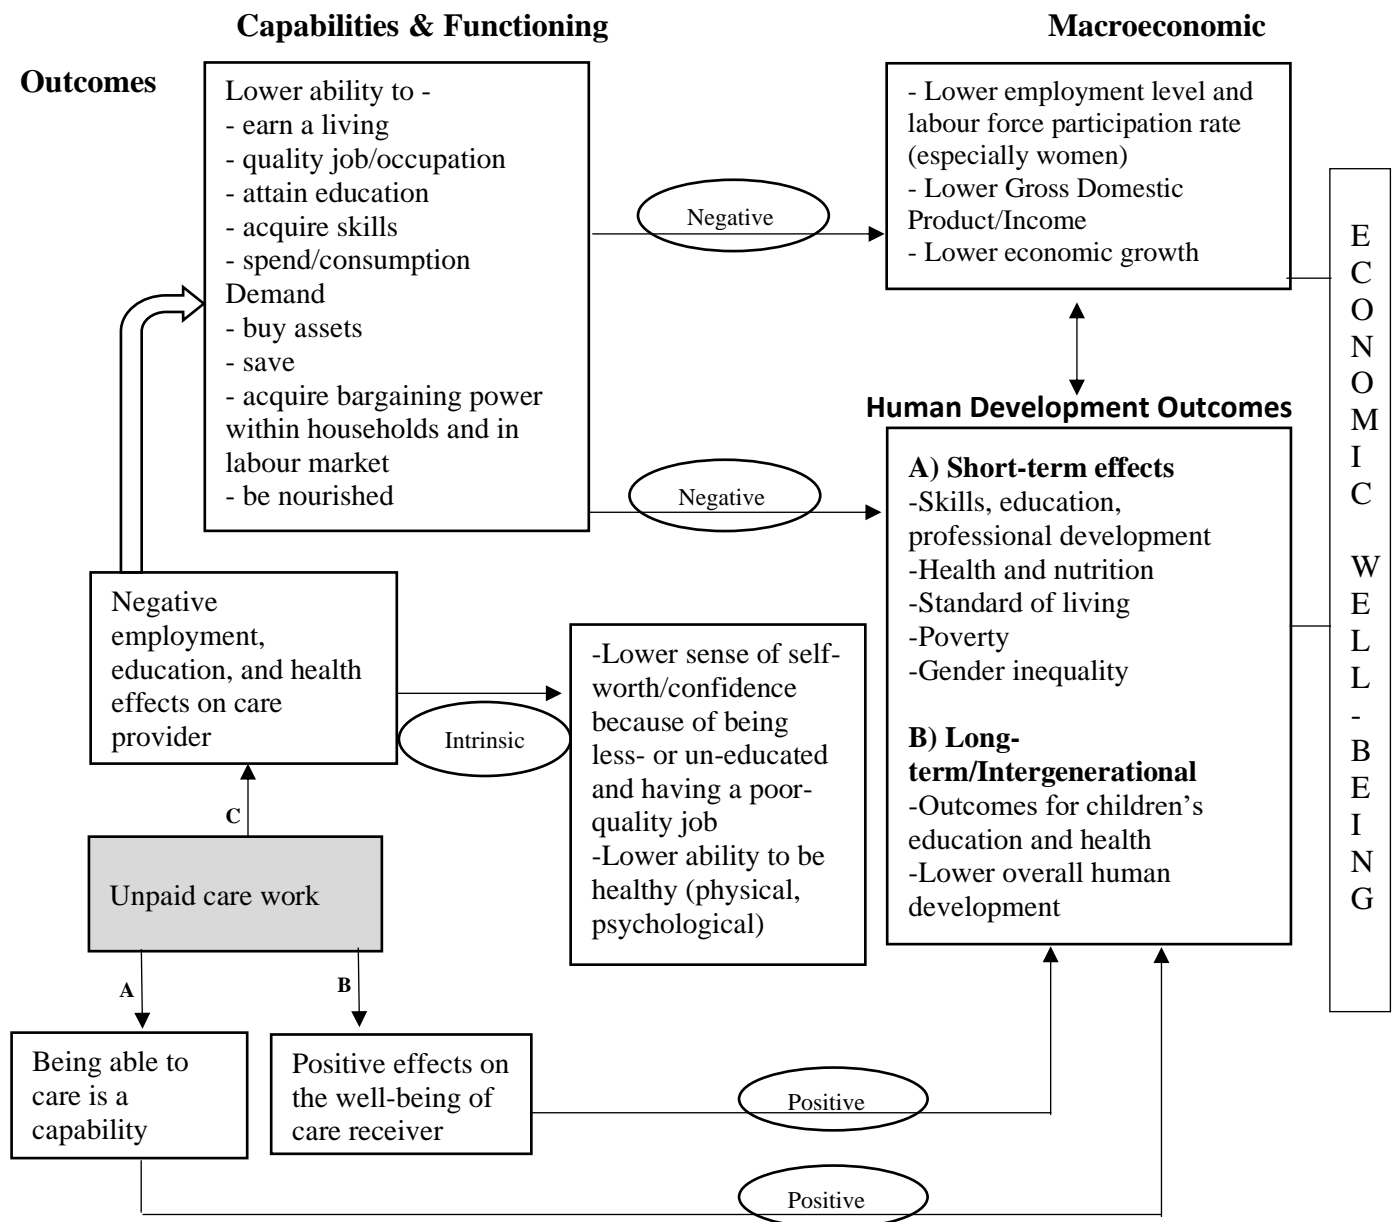 Capabilities & Functioning
Macroeconomic
Outcomes
Lower ability to -
- earn a living
- quality job/occupation
- attain education
- acquire skills
- spend/consumption
Demand
- buy assets
- save
- acquire bargaining power
within households and in
labour market
- be nourished
Negative
- Lower employment level and
labour force participation rate
(especially women)
- Lower Gross Domestic
Product/Income
- Lower economic growth
Negative
Human Development Outcomes
A) Short-term effects
-Skills, education,
professional development
-Health and nutrition
-Standard of living
-Poverty
-Gender inequality
B) Long-
term/Intergenerational
-Outcomes for children’s
education and health
-Lower overall human
development
E
C
O
N
O
M
I
C
W
E
L
L
-
B
E
I
N
G
Negative
employment,
education, and health
effects on care
provider
Intrinsic
-Lower sense of self-
worth/confidence
because of being
less- or un-educated
and having a poor-
quality job
-Lower ability to be
healthy (physical,
psychological)
C
Unpaid care work
A
B
Being able to
care is a
capability
Positive effects on
the well-being of
care receiver
Positive
Positive